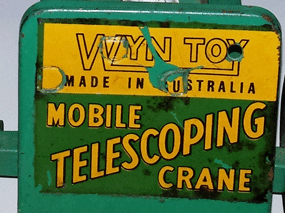 WYN TOY
MADE IN AUSTRALIA
MOBILE
TELESCOPING
CRANE